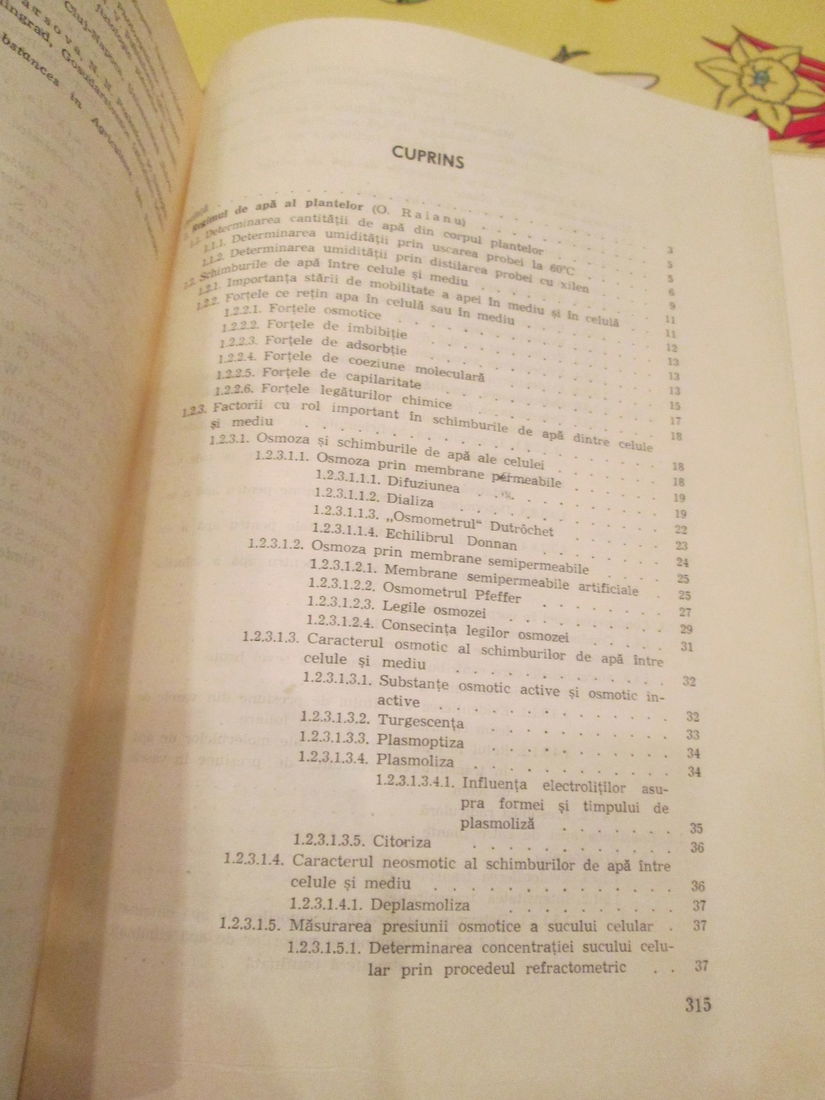 Cluj-Napoca,
M. M.
substances in Agriculture.
CUPRINS
Regimul de apă al plantelor (O. Raianu) . . . 5
1.1. Determinarea cantității de apă din corpul plantelor . . . 5
1.1.1. Determinarea umidității prin uscarea probei la 60°C . . . 6
1.1.2. Determinarea umidității prin distilarea probei cu xilen . . . 9
1.2. Schimburile de apă între celule și mediu . . . 11
1.2.1. Importanța stării de mobilitate a apei în mediu și în celulă . . . 11
1.2.2. Forțele ce rețin apa în celulă sau în mediu . . . 12
1.2.2.1. Forțele osmotice . . . 13
1.2.2.2. Forțele de imbibiție . . . 13
1.2.2.3. Forțele de adsorbție . . . 13
1.2.2.4. Forțele de coeziune moleculară . . . 15
1.2.2.5. Forțele de capilaritate . . . 17
1.2.2.6. Forțele legăturilor chimice . . . 18
1.2.3. Factorii cu rol important în schimburile de apă dintre celule
și mediu . . . 18
1.2.3.1. Osmoza și schimburile de apă ale celulei . . . 18
1.2.3.1.1. Osmoza prin membrane permeabile . . . 19
1.2.3.1.1.1. Difuziunea . . . 19
1.2.3.1.1.2. Dializa . . . 22
1.2.3.1.1.3. „Osmometrul“ Dutrochet . . . 23
1.2.3.1.1.4. Echilibrul Donnan . . . 24
1.2.3.1.2. Osmoza prin membrane semipermeabile . . . 25
1.2.3.1.2.1. Membrane semipermeabile artificiale . 25
1.2.3.1.2.2. Osmometrul Pfeffer . . . 27
1.2.3.1.2.3. Legile osmozei . . . 29
1.2.3.1.2.4. Consecința legilor osmozei . . . 31
1.2.3.1.3. Caracterul osmotic al schimburilor de apă între
celule și mediu . . . 32
1.2.3.1.3.1. Substanțe osmotic active și osmotic in-
active . . . 32
1.2.3.1.3.2. Turgescența . . . 33
1.2.3.1.3.3. Plasmoptiza . . . 34
1.2.3.1.3.4. Plasmoliza . . . 34
1.2.3.1.3.4.1. Influența electroliților asu-
pra formei și timpului de
plasmoliză . . . 35
1.2.3.1.3.5. Citoriza . . . 36
1.2.3.1.4. Caracterul neosmotic al schimburilor de apă între
celule și mediu . . . 36
1.2.3.1.4.1. Deplasmoliza . . . 37
1.2.3.1.5. Măsurarea presiunii osmotice a sucului celular . 37
1.2.3.1.5.1. Determinarea concentrației sucului celu-
lar prin procedeul refractometric . . 37
315